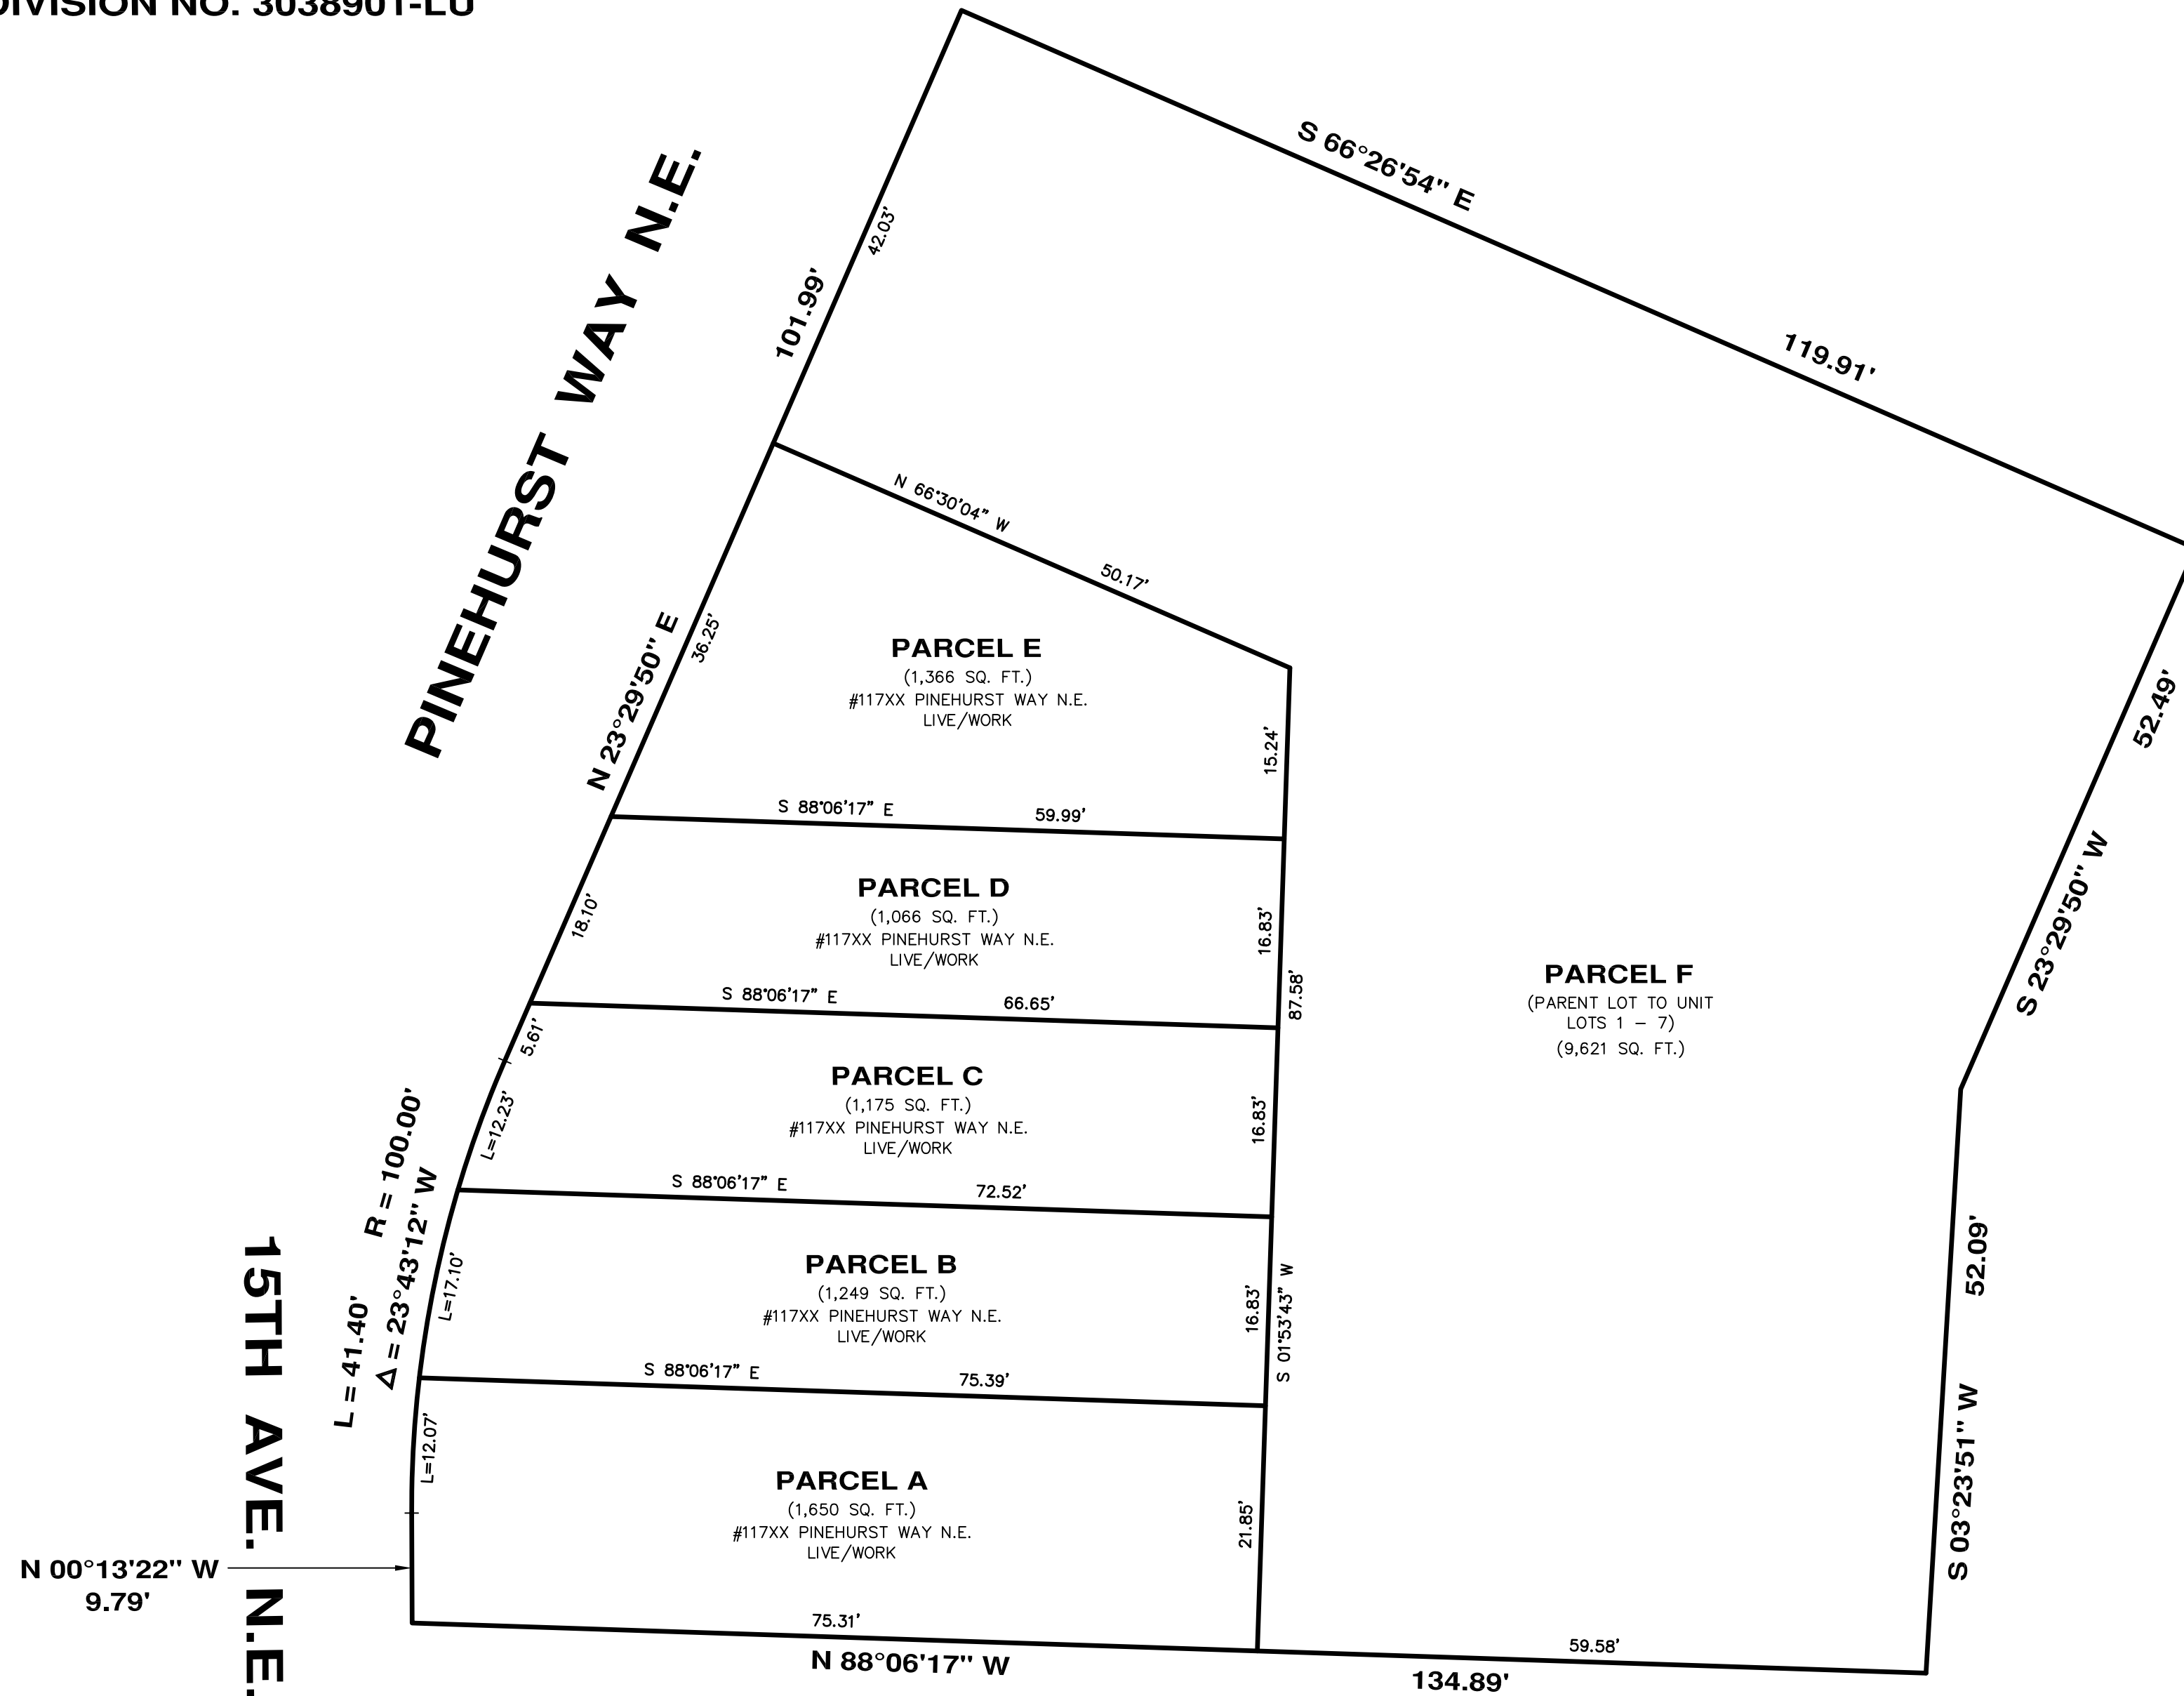 DIVISION NO. 3038901-LU
S 66°26'54" E
119.91'
PINEHURST WAY N.E.
42.03'
101.99'
N 66°30'04" W
50.17'
N 23°29'50" E
36.25'
PARCEL E
(1,366 SQ. FT.)
#117XX PINEHURST WAY N.E.
LIVE/WORK
15.24'
52.49'
S 23°29'50" W
S 88°06'17" E
59.99'
18.10'
PARCEL D
(1,066 SQ. FT.)
#117XX PINEHURST WAY N.E.
LIVE/WORK
16.83'
87.58'
S 88°06'17" E
66.65'
PARCEL F
(PARENT LOT TO UNIT
LOTS 1 – 7)
(9,621 SQ. FT.)
5.61'
L=12.23'
PARCEL C
(1,175 SQ. FT.)
#117XX PINEHURST WAY N.E.
LIVE/WORK
16.83'
R = 100.00'
Δ = 23°43'12" W
L = 41.40'
S 88°06'17" E
72.52'
L=17.10'
PARCEL B
(1,249 SQ. FT.)
#117XX PINEHURST WAY N.E.
LIVE/WORK
16.83'
S 01°53'43" W
52.09'
S 03°23'51" W
S 88°06'17" E
75.39'
L=12.07'
PARCEL A
(1,650 SQ. FT.)
#117XX PINEHURST WAY N.E.
LIVE/WORK
21.85'
15TH AVE. N.E.
N 00°13'22" W
9.79'
75.31'
N 88°06'17" W
59.58'
134.89'